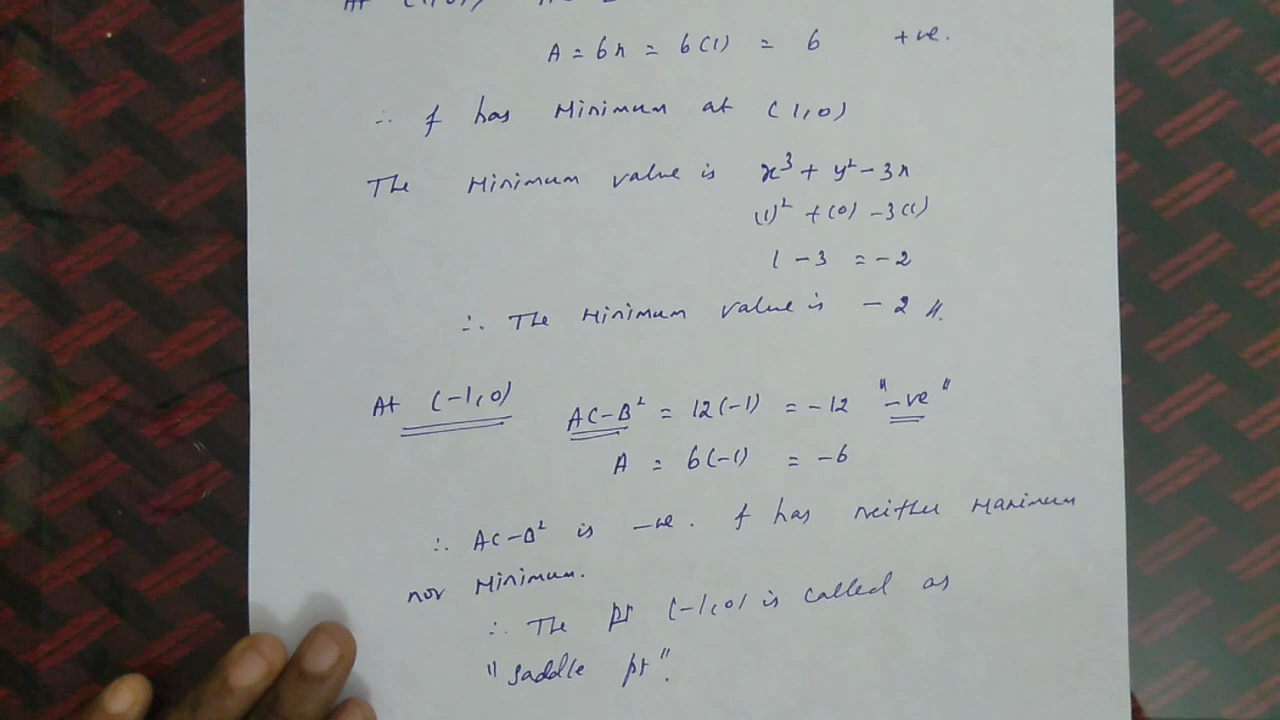 A = 6x = 6(1) = 6 +ve.
∴ f has Minimum at (1,0)
The Minimum value is x³ + y² - 3x
(1)² + (0) - 3(1)
1 - 3 = -2
∴ The Minimum value is - 2 //.
At (-1,0) AC-B² = 12(-1) = -12 "-ve"
A = 6(-1) = -6
∴ AC-B² is -ve. f has neither Maximum
nor Minimum.
∴ The pt (-1,0) is called as
"saddle pt".